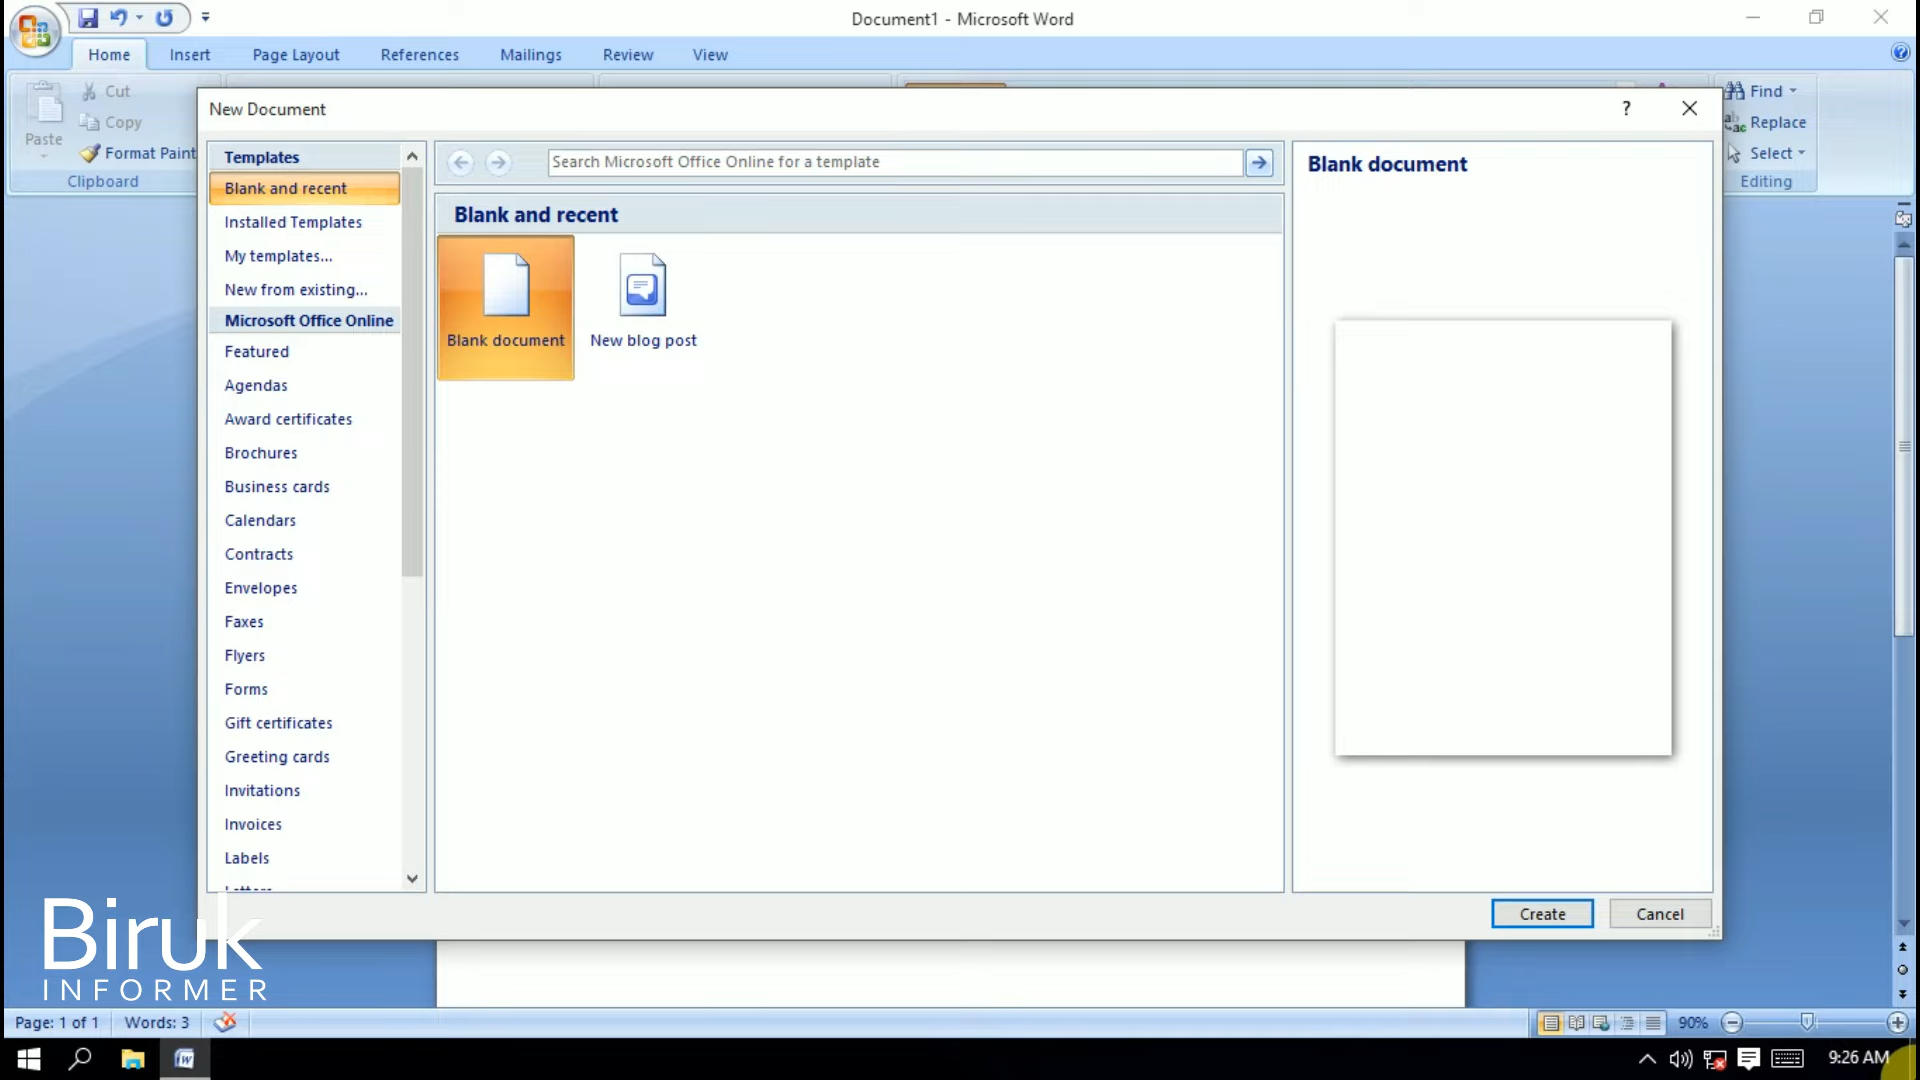 Document1 - Microsoft Word
Home Insert Page Layout References Mailings Review View
Paste
Cut
Copy
Format Paint
Clipboard
Find
Replace
Select
Editing
New Document
Templates
Blank and recent
Installed Templates
My templates...
New from existing...
Microsoft Office Online
Featured
Agendas
Award certificates
Brochures
Business cards
Calendars
Contracts
Envelopes
Faxes
Flyers
Forms
Gift certificates
Greeting cards
Invitations
Invoices
Labels
Search Microsoft Office Online for a template
Blank and recent
Blank document
New blog post
Blank document
Create
Cancel
Biruk
INFORMER
Page: 1 of 1 Words: 3
90%
9:26 AM